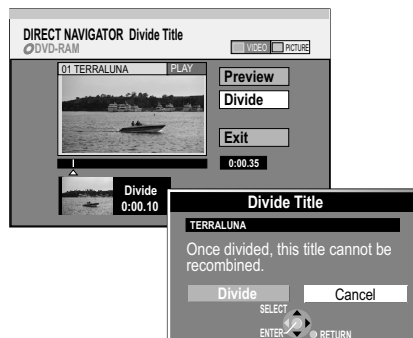 DIRECT NAVIGATOR Divide Title
DVD-RAM
VIDEO PICTURE
01 TERRALUNA PLAY
Preview
Divide
Exit
0:00.35
Divide
0:00.10
Divide Title
TERRALUNA
Once divided, this title cannot be
recombined.
Divide Cancel
SELECT
ENTER RETURN